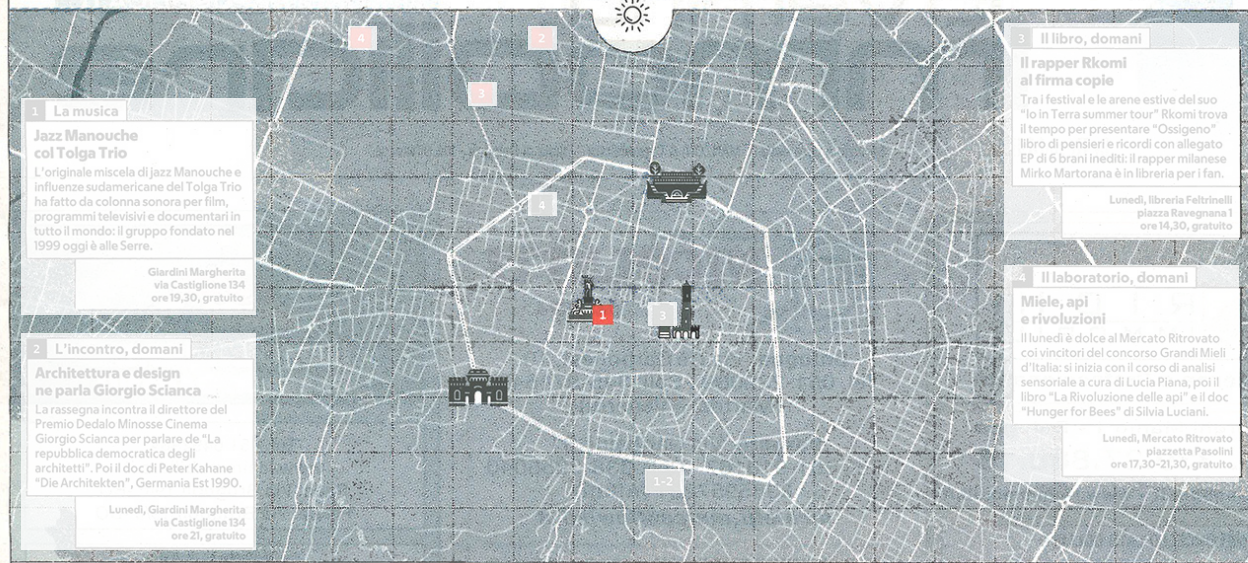 4
2
3
4
1
3
1-2
1 La musica
Jazz Manouche
col Tolga Trio
L'originale miscela di jazz Manouche e
influenze sudamericane del Tolga Trio
ha fatto da colonna sonora per film,
programmi televisivi e documentari in
tutto il mondo: il gruppo fondato nel
1999 oggi è alle Serre.
Giardini Margherita
via Castiglione 134
ore 19,30, gratuito
2 L'incontro, domani
Architettura e design
ne parla Giorgio Scianca
La rassegna incontra il direttore del
Premio Dedalo Minosse Cinema
Giorgio Scianca per parlare de "La
repubblica democratica degli
architetti". Poi il doc di Peter Kahane
"Die Architekten", Germania Est 1990.
Lunedì, Giardini Margherita
via Castiglione 134
ore 21, gratuito
3 Il libro, domani
Il rapper Rkomi
al firma copie
Tra i festival e le arene estive del suo
"Io in Terra summer tour" Rkomi trova
il tempo per presentare "Ossigeno"
libro di pensieri e ricordi con allegato
EP di 6 brani inediti: il rapper milanese
Mirko Martorana è in libreria per i fan.
Lunedì, libreria Feltrinelli
piazza Ravegnana 1
ore 14,30, gratuito
4 Il laboratorio, domani
Miele, api
e rivoluzioni
Il lunedì è dolce al Mercato Ritrovato
coi vincitori del concorso Grandi Mieli
d'Italia: si inizia con il corso di analisi
sensoriale a cura di Lucia Piana, poi il
libro "La Rivoluzione delle api" e il doc
"Hunger for Bees" di Silvia Luciani.
Lunedì, Mercato Ritrovato
piazzetta Pasolini
ore 17,30-21,30, gratuito